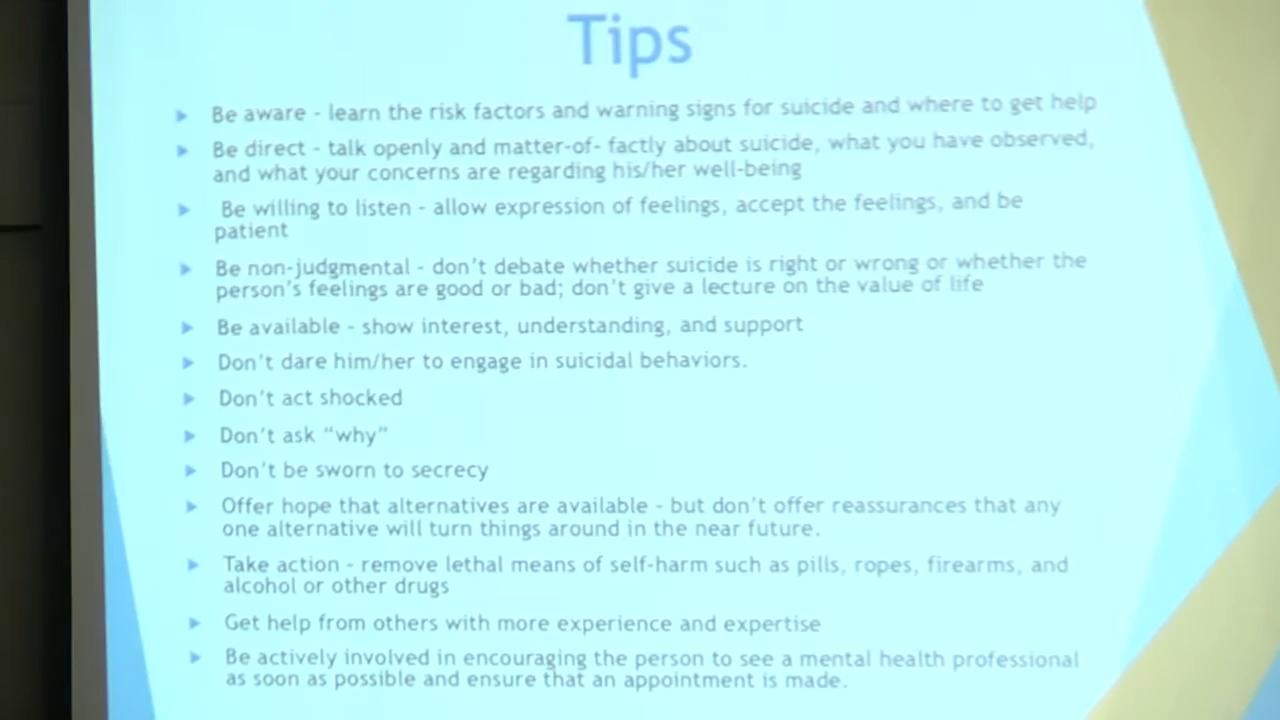 Tips
Be aware - learn the risk factors and warning signs for suicide and where to get help
Be direct - talk openly and matter-of- factly about suicide, what you have observed,
and what your concerns are regarding his/her well-being
Be willing to listen - allow expression of feelings, accept the feelings, and be
patient
Be non-judgmental - don't debate whether suicide is right or wrong or whether the
person's feelings are good or bad; don't give a lecture on the value of life
Be available - show interest, understanding, and support
Don't dare him/her to engage in suicidal behaviors.
Don't act shocked
Don't ask “why”
Don't be sworn to secrecy
Offer hope that alternatives are available - but don't offer reassurances that any
one alternative will turn things around in the near future.
Take action - remove lethal means of self-harm such as pills, ropes, firearms, and
alcohol or other drugs
Get help from others with more experience and expertise
Be actively involved in encouraging the person to see a mental health professional
as soon as possible and ensure that an appointment is made.